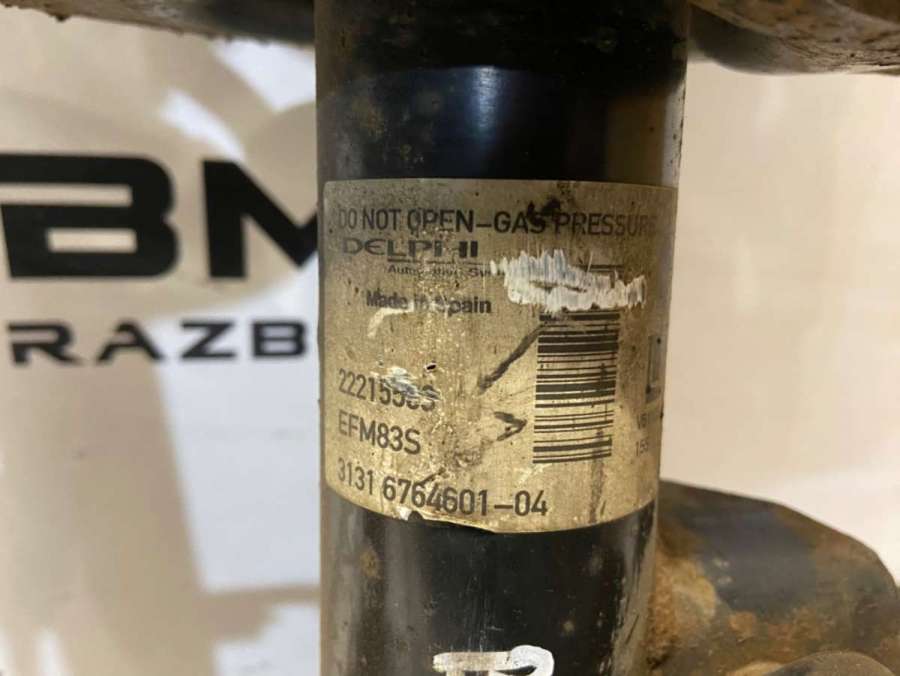 BM
RAZB
DO NOT OPEN-GAS PRESSURE
DELPHI
Made in Spain
EFM83S
3131 6764601-04